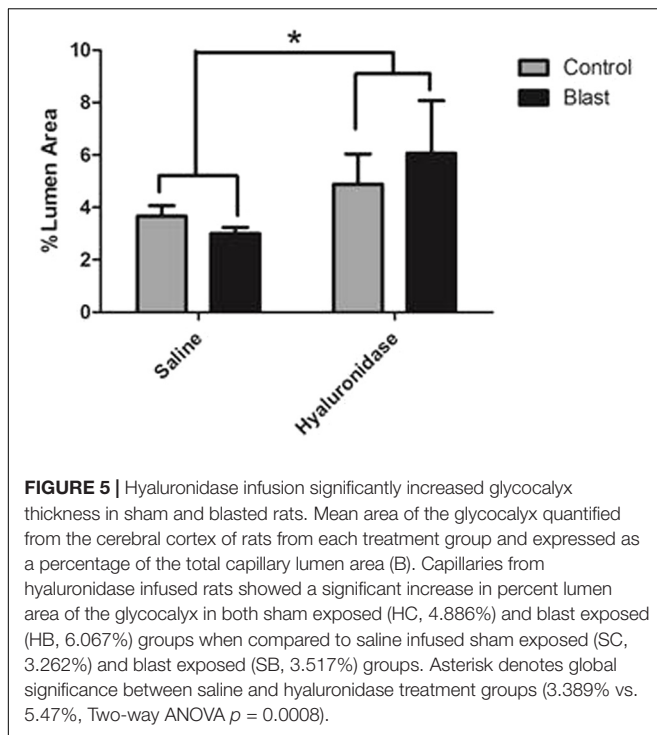 *
10
8
6
4
2
0
% Lumen Area
Control
Blast
Saline
Hyaluronidase
FIGURE 5 | Hyaluronidase infusion significantly increased glycocalyx
thickness in sham and blasted rats. Mean area of the glycocalyx quantified
from the cerebral cortex of rats from each treatment group and expressed as
a percentage of the total capillary lumen area (B). Capillaries from
hyaluronidase infused rats showed a significant increase in percent lumen
area of the glycocalyx in both sham exposed (HC, 4.886%) and blast exposed
(HB, 6.067%) groups when compared to saline infused sham exposed (SC,
3.262%) and blast exposed (SB, 3.517%) groups. Asterisk denotes global
significance between saline and hyaluronidase treatment groups (3.389% vs.
5.47%, Two-way ANOVA p = 0.0008).